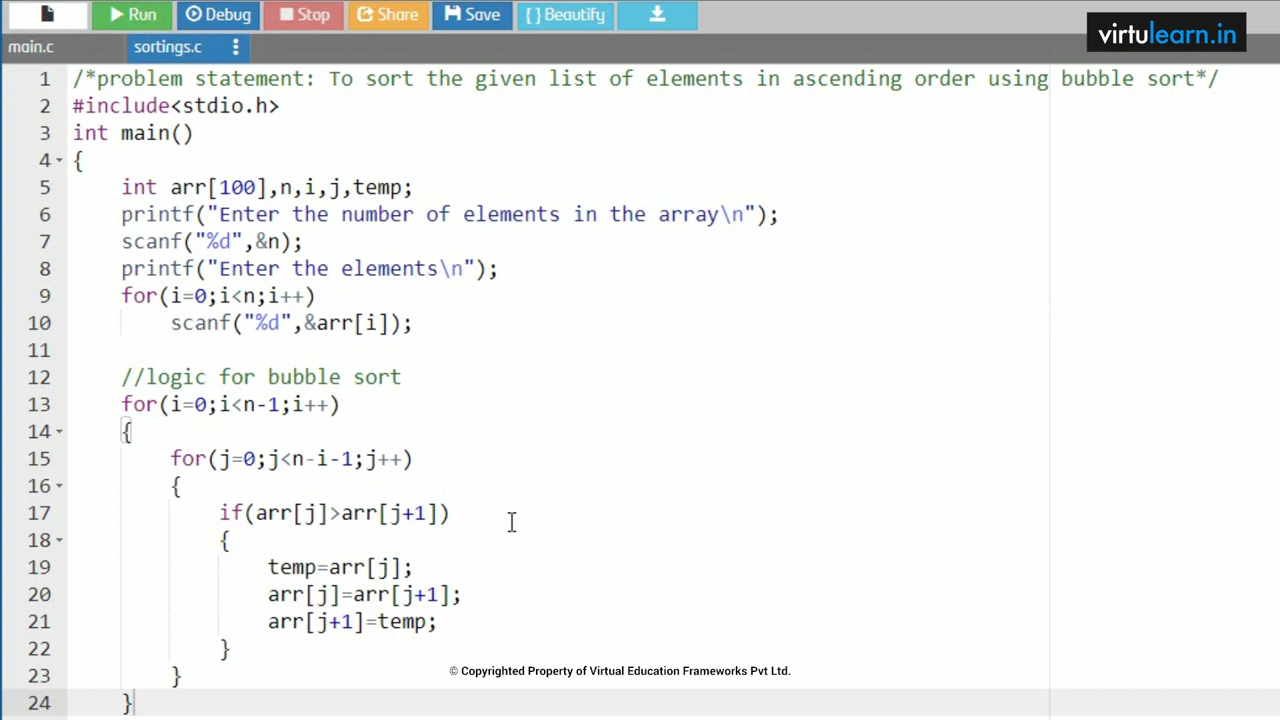 Run Debug Stop Share Save { } Beautify
virtulearn.in
main.c sortings.c
1 /*problem statement: To sort the given list of elements in ascending order using bubble sort*/
2 #include<stdio.h>
3 int main()
4 {
5     int arr[100],n,i,j,temp;
6     printf("Enter the number of elements in the array\n");
7     scanf("%d",&n);
8     printf("Enter the elements\n");
9     for(i=0;i<n;i++)
10         scanf("%d",&arr[i]);
11
12     //logic for bubble sort
13     for(i=0;i<n-1;i++)
14     {
15         for(j=0;j<n-i-1;j++)
16         {
17             if(arr[j]>arr[j+1])
18             {
19                 temp=arr[j];
20                 arr[j]=arr[j+1];
21                 arr[j+1]=temp;
22             }
23         }
© Copyrighted Property of Virtual Education Frameworks Pvt Ltd.
24     }